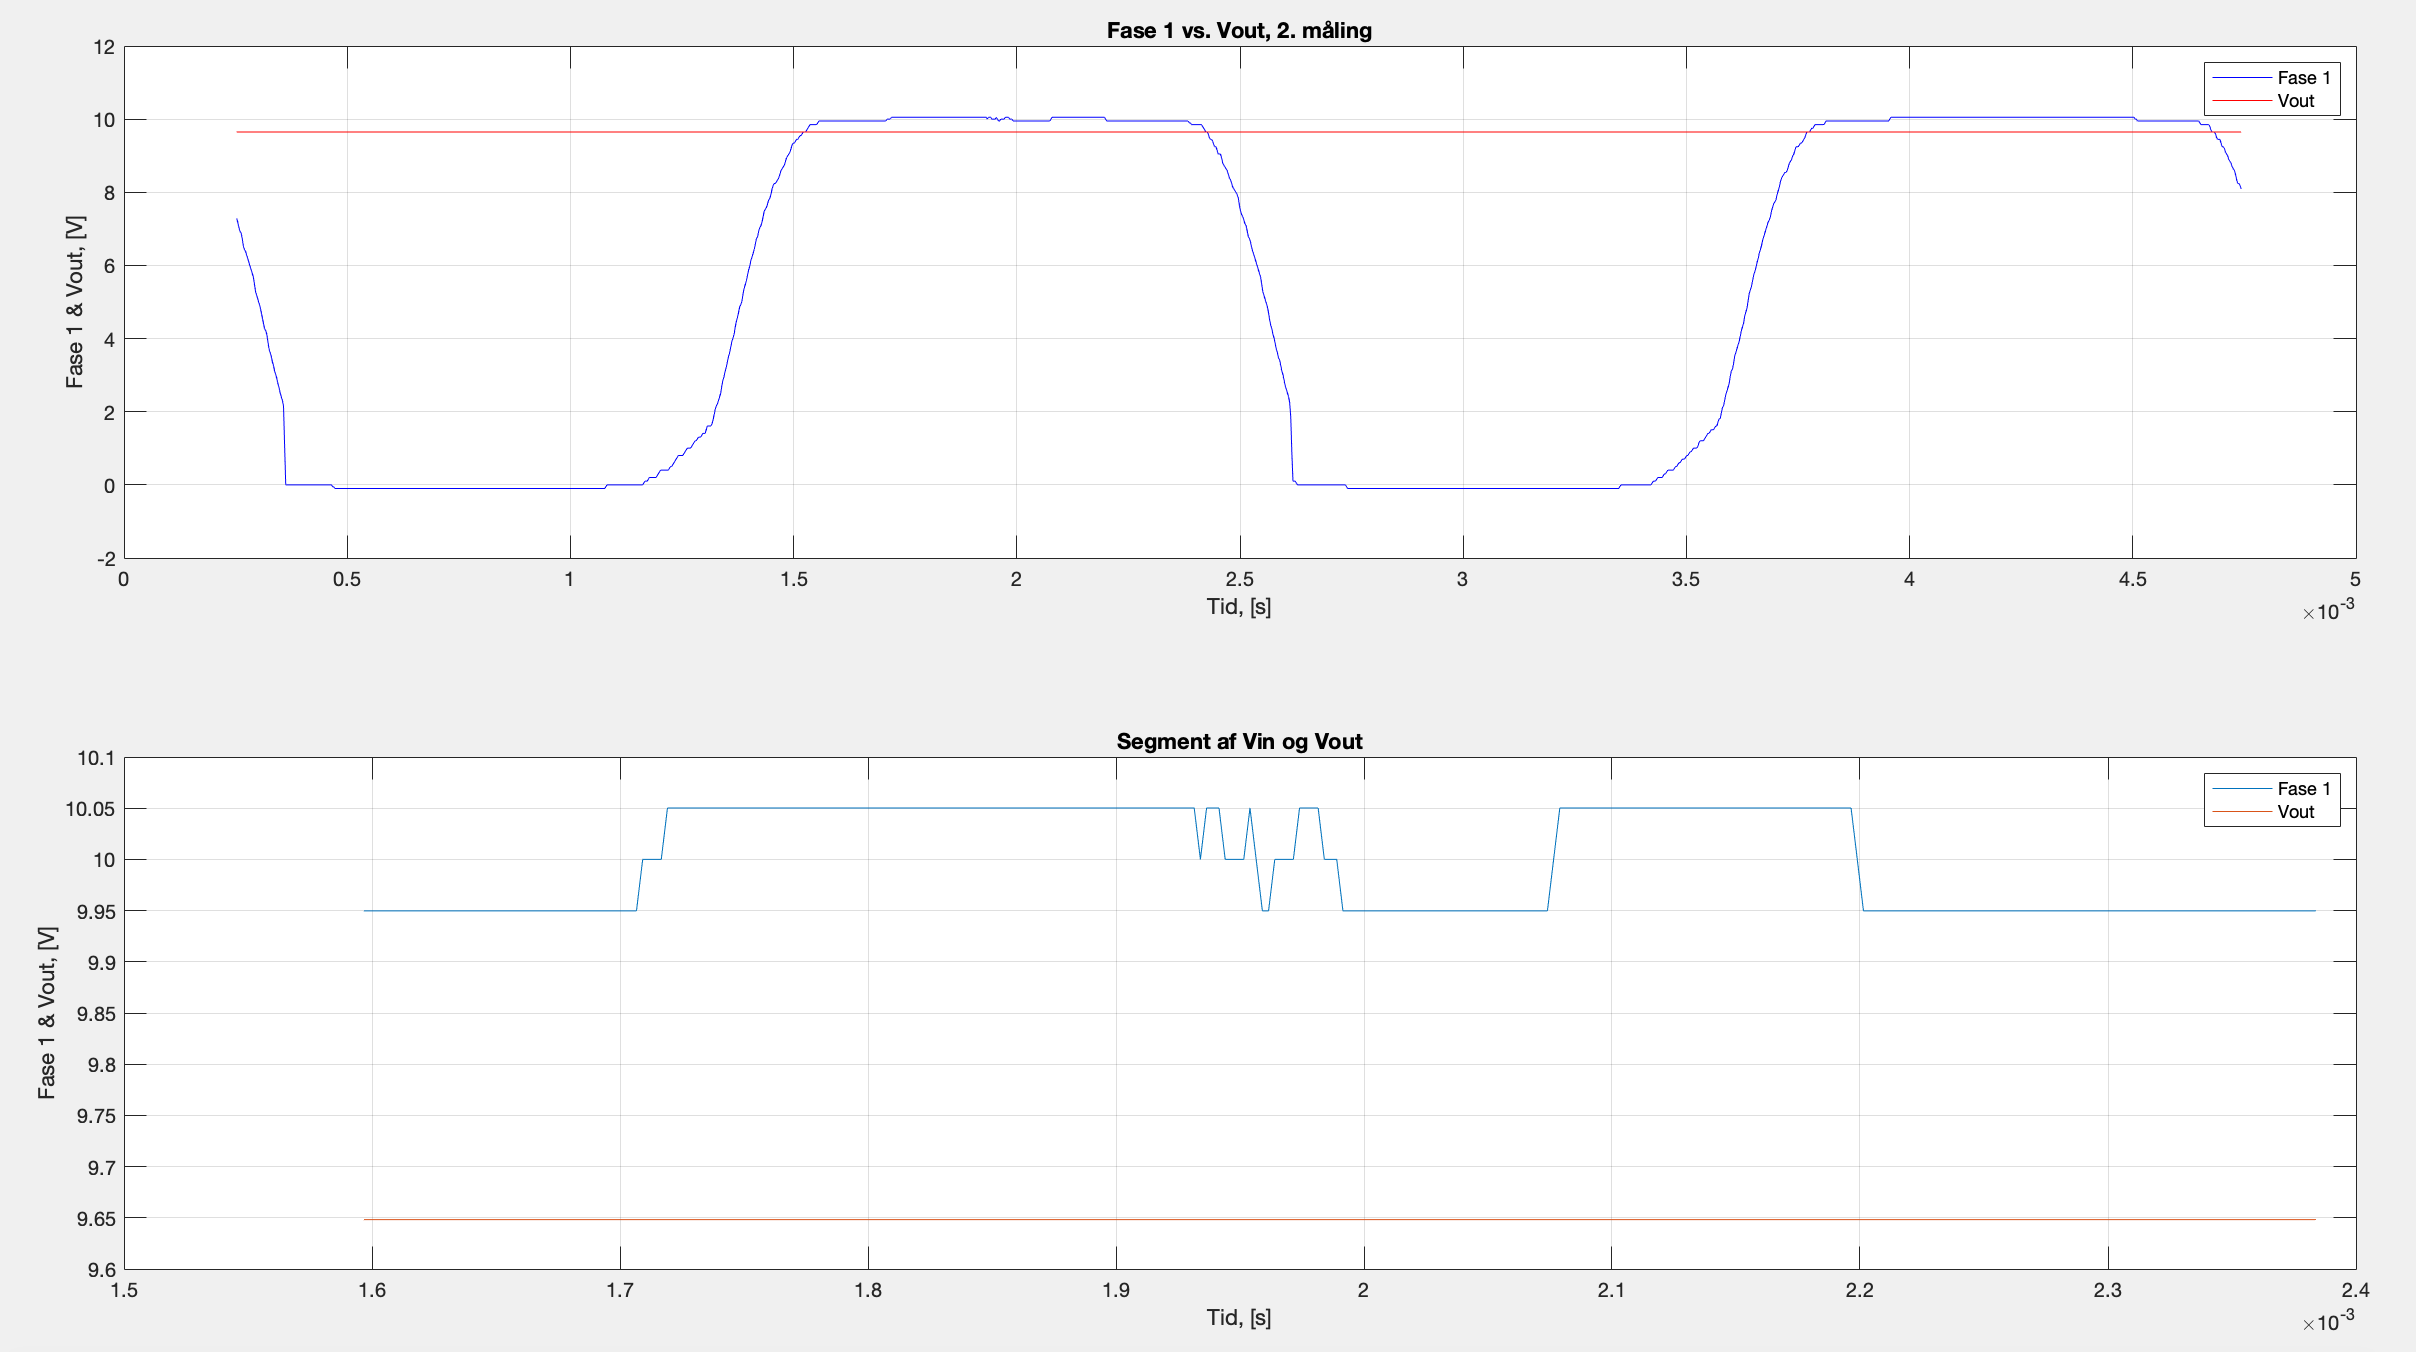 Fase 1 vs. Vout, 2. måling
12
10
8
6
4
2
0
-2
Fase 1 & Vout, [V]
Fase 1
Vout
0 0.5 1 1.5 2 2.5 3 3.5 4 4.5 5
Tid, [s]
×10-3
Segment af Vin og Vout
10.1
10.05
10
9.95
9.9
9.85
9.8
9.75
9.7
9.65
9.6
Fase 1 & Vout, [V]
Fase 1
Vout
1.5 1.6 1.7 1.8 1.9 2 2.1 2.2 2.3 2.4
Tid, [s]
×10-3